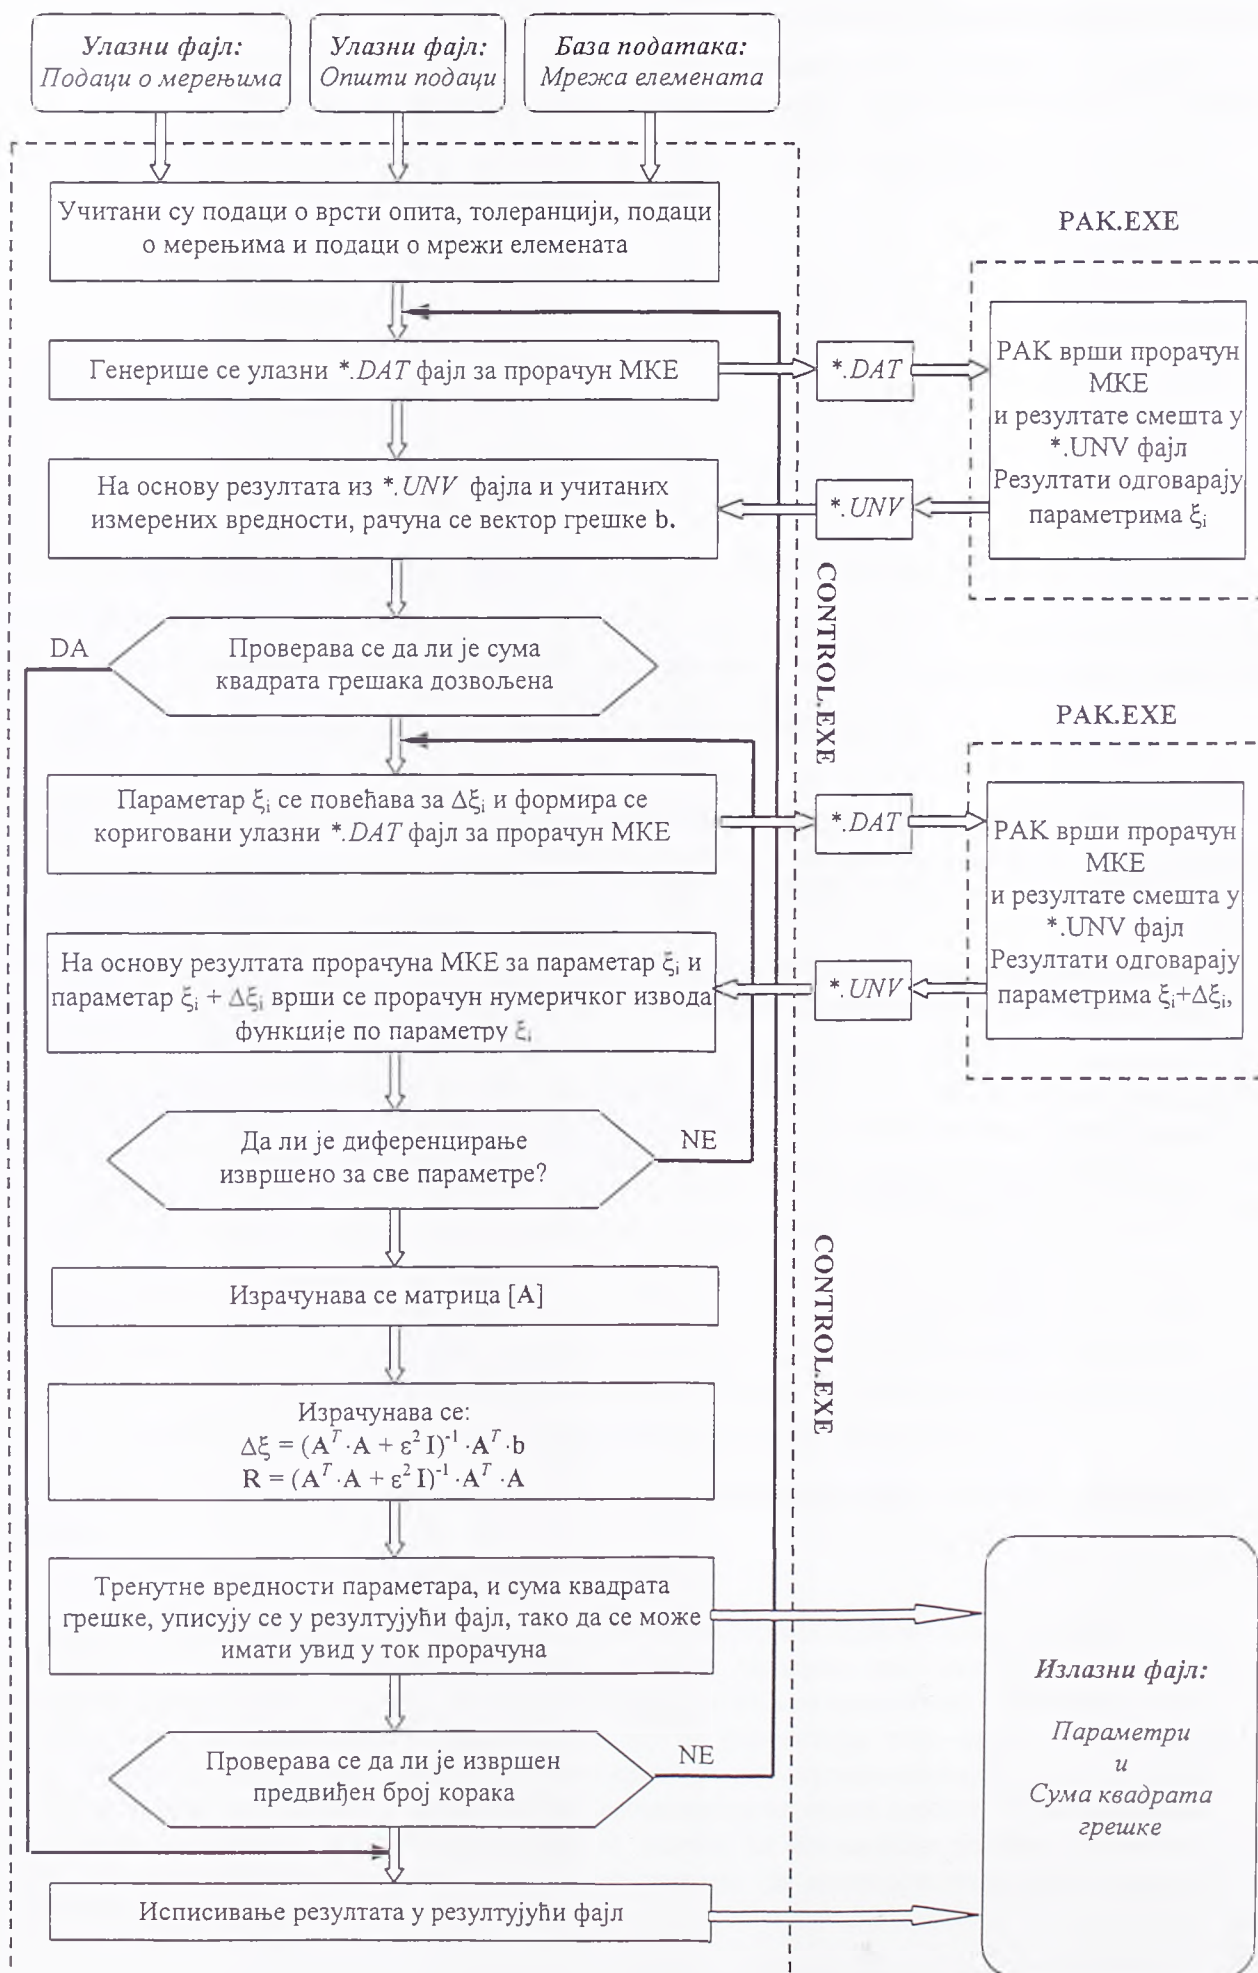 Улазни фајл:
Подаци о мерењима
Улазни фајл:
Општи подаци
База података:
Мрежа елемената
Учитани су подаци о врсти опита, толеранцији, подаци
о мерењима и подаци о мрежи елемената
PAK.EXE
Генерише се улазни *.DAT фајл за прорачун МКЕ
*.DAT
РАК врши прорачун
МКЕ
и резултате смешта у
*.UNV фајл
Резултати одговарају
параметрима ξi
На основу резултата из *.UNV фајла и учитаних
измерених вредности, рачуна се вектор грешке b.
*.UNV
CONTROL.EXE
DA
Проверава се да ли је сума
квадрата грешака дозвољена
PAK.EXE
Параметар ξi се повећава за Δξi и формира се
кориговани улазни *.DAT фајл за прорачун МКЕ
*.DAT
РАК врши прорачун
МКЕ
и резултате смешта у
*.UNV фајл
Резултати одговарају
параметрима ξi+Δξi,
На основу резултата прорачуна МКЕ за параметар ξi и
параметар ξi + Δξi врши се прорачун нумеричког извода
функције по параметру ξi
*.UNV
Да ли је диференцирање
извршено за све параметре?
NE
CONTROL.EXE
Израчунава се матрица [A]
Израчунава се:
Δξ = (A^T·A + ε² I)^-1 ·A^T·b
R = (A^T·A + ε² I)^-1 ·A^T ·A
Тренутне вредности параметара, и сума квадрата
грешке, уписују се у резултујући фајл, тако да се може
имати увид у ток прорачуна
Проверава се да ли је извршен
предвиђен број корака
NE
Излазни фајл:
Параметри
и
Сума квадрата
грешке
Исписивање резултата у резултујући фајл